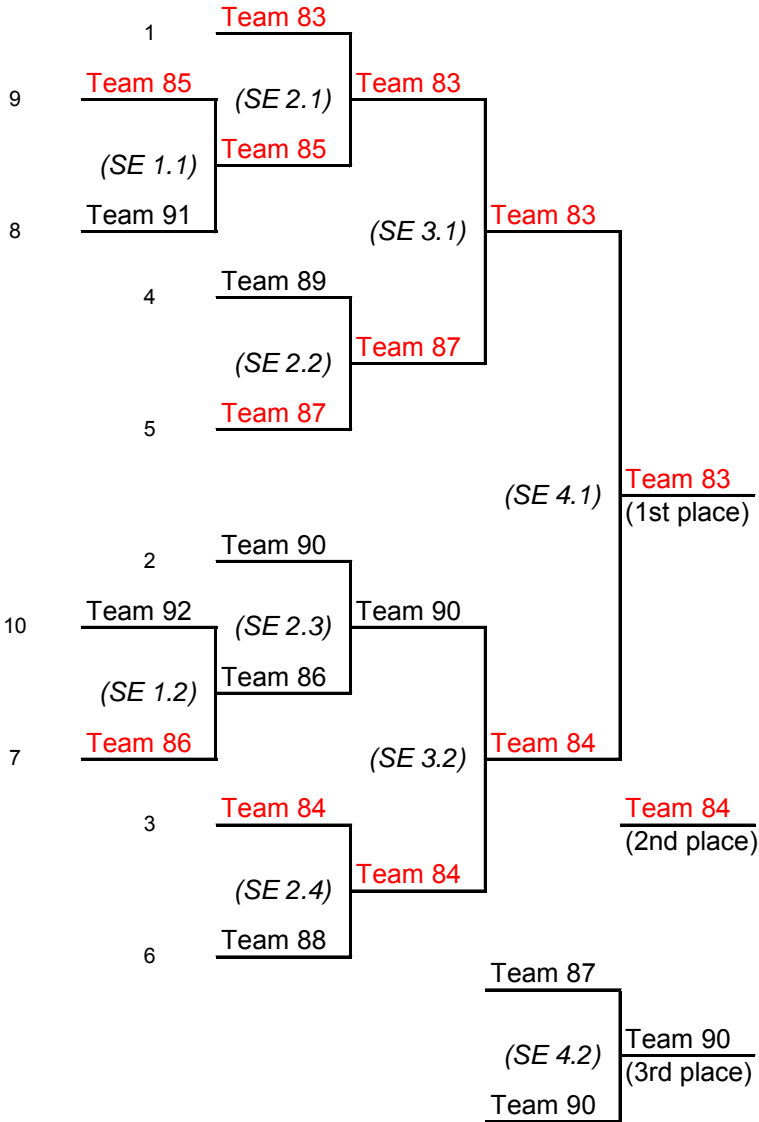 1 Team 83
9 Team 85 (SE 2.1) Team 83
(SE 1.1) Team 85
8 Team 91
(SE 3.1) Team 83
4 Team 89
(SE 2.2) Team 87
5 Team 87
(SE 4.1) Team 83
(1st place)
2 Team 90
10 Team 92 (SE 2.3) Team 90
(SE 1.2) Team 86
7 Team 86 (SE 3.2) Team 84
3 Team 84 Team 84
(2nd place)
(SE 2.4) Team 84
6 Team 88
Team 87
(SE 4.2) Team 90
(3rd place)
Team 90